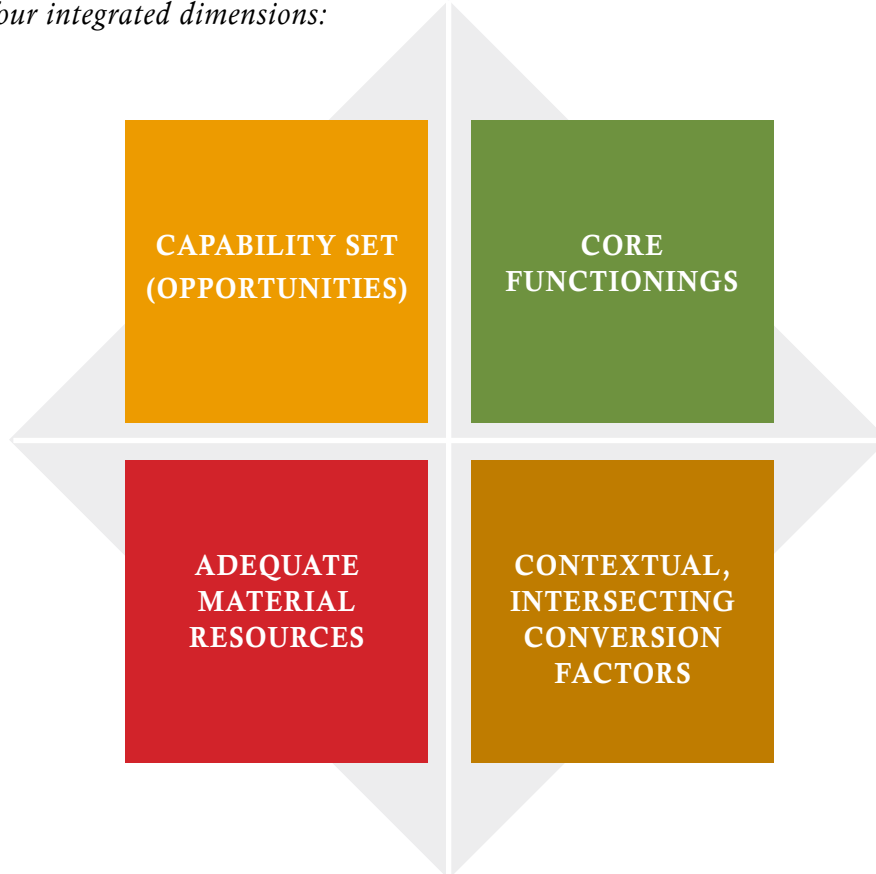 our integrated dimensions:
CAPABILITY SET
(OPPORTUNITIES)
CORE
FUNCTIONINGS
ADEQUATE
MATERIAL
RESOURCES
CONTEXTUAL,
INTERSECTING
CONVERSION
FACTORS